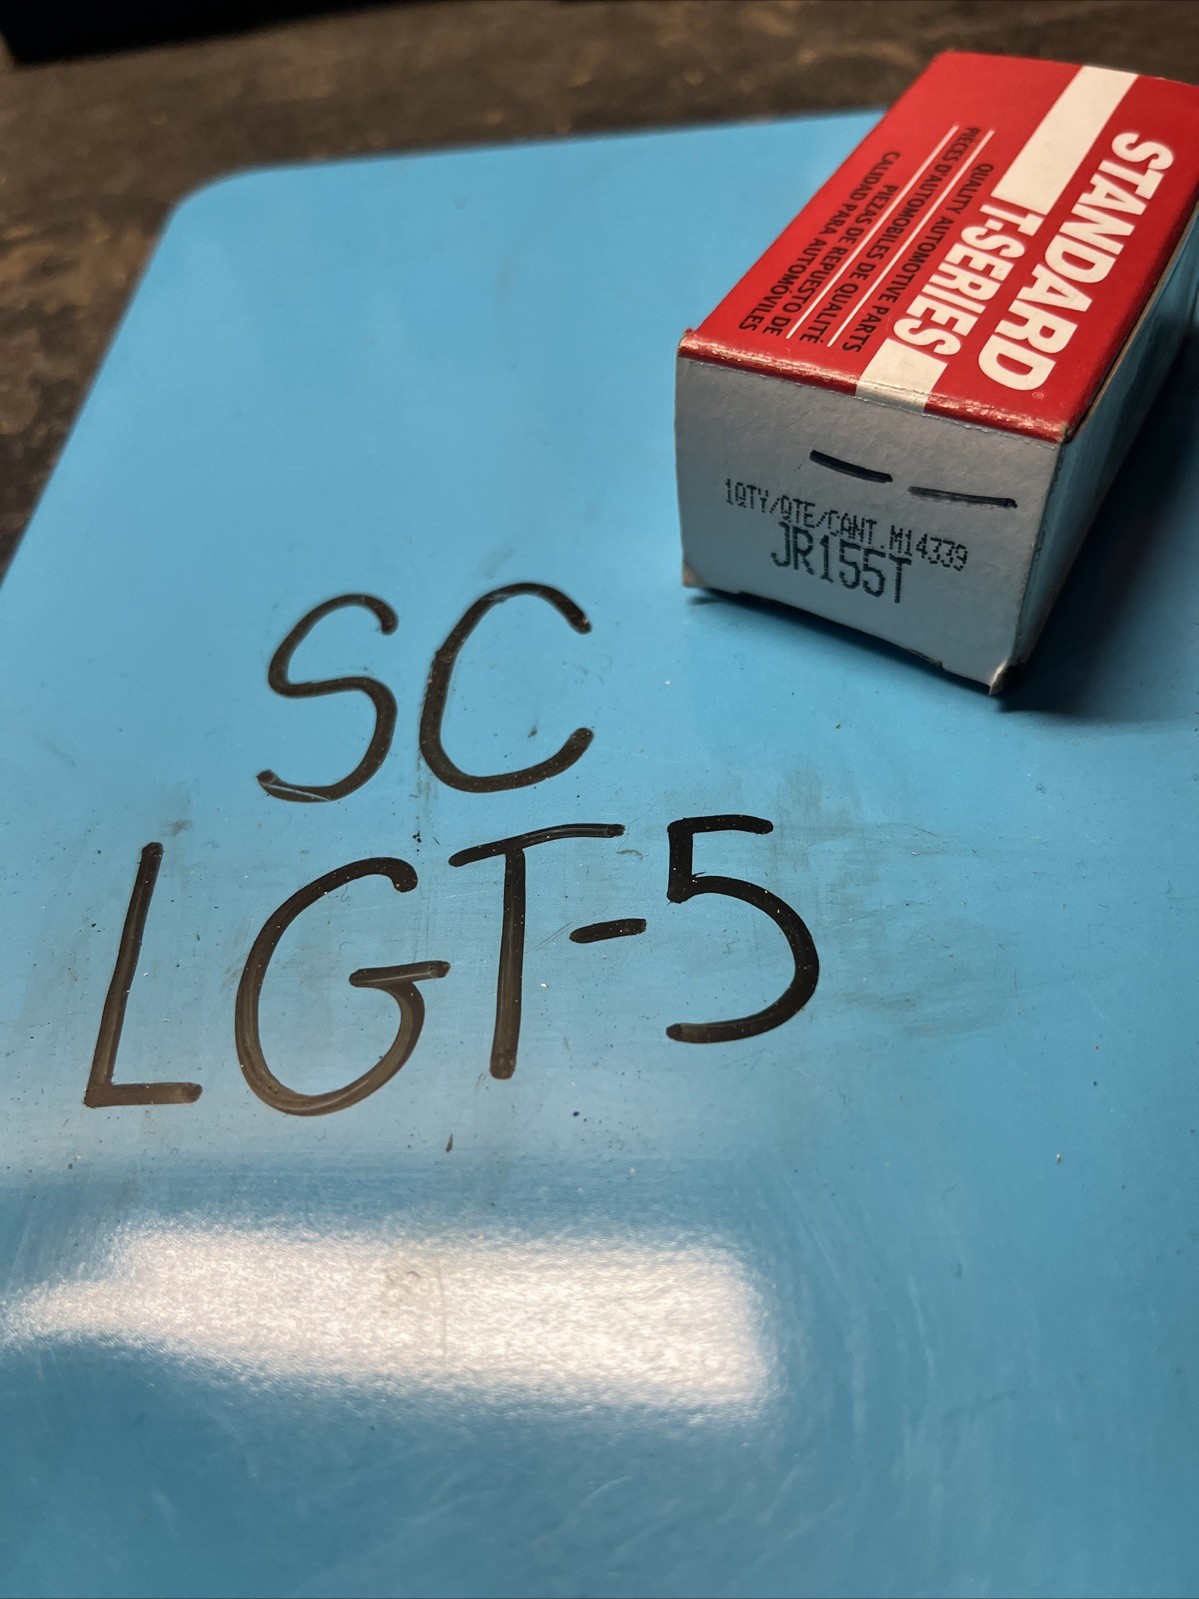 STANDARD
T-SERIES
QUALITY AUTOMOTIVE PARTS
PIÈCES D'AUTOMOBILES DE QUALITÉ
PIEZAS DE REPUESTO DE
CALIDAD PARA AUTOMÓVILES
1QTY/QTE/CANT.M14339
JR155T
SC
LGT-5